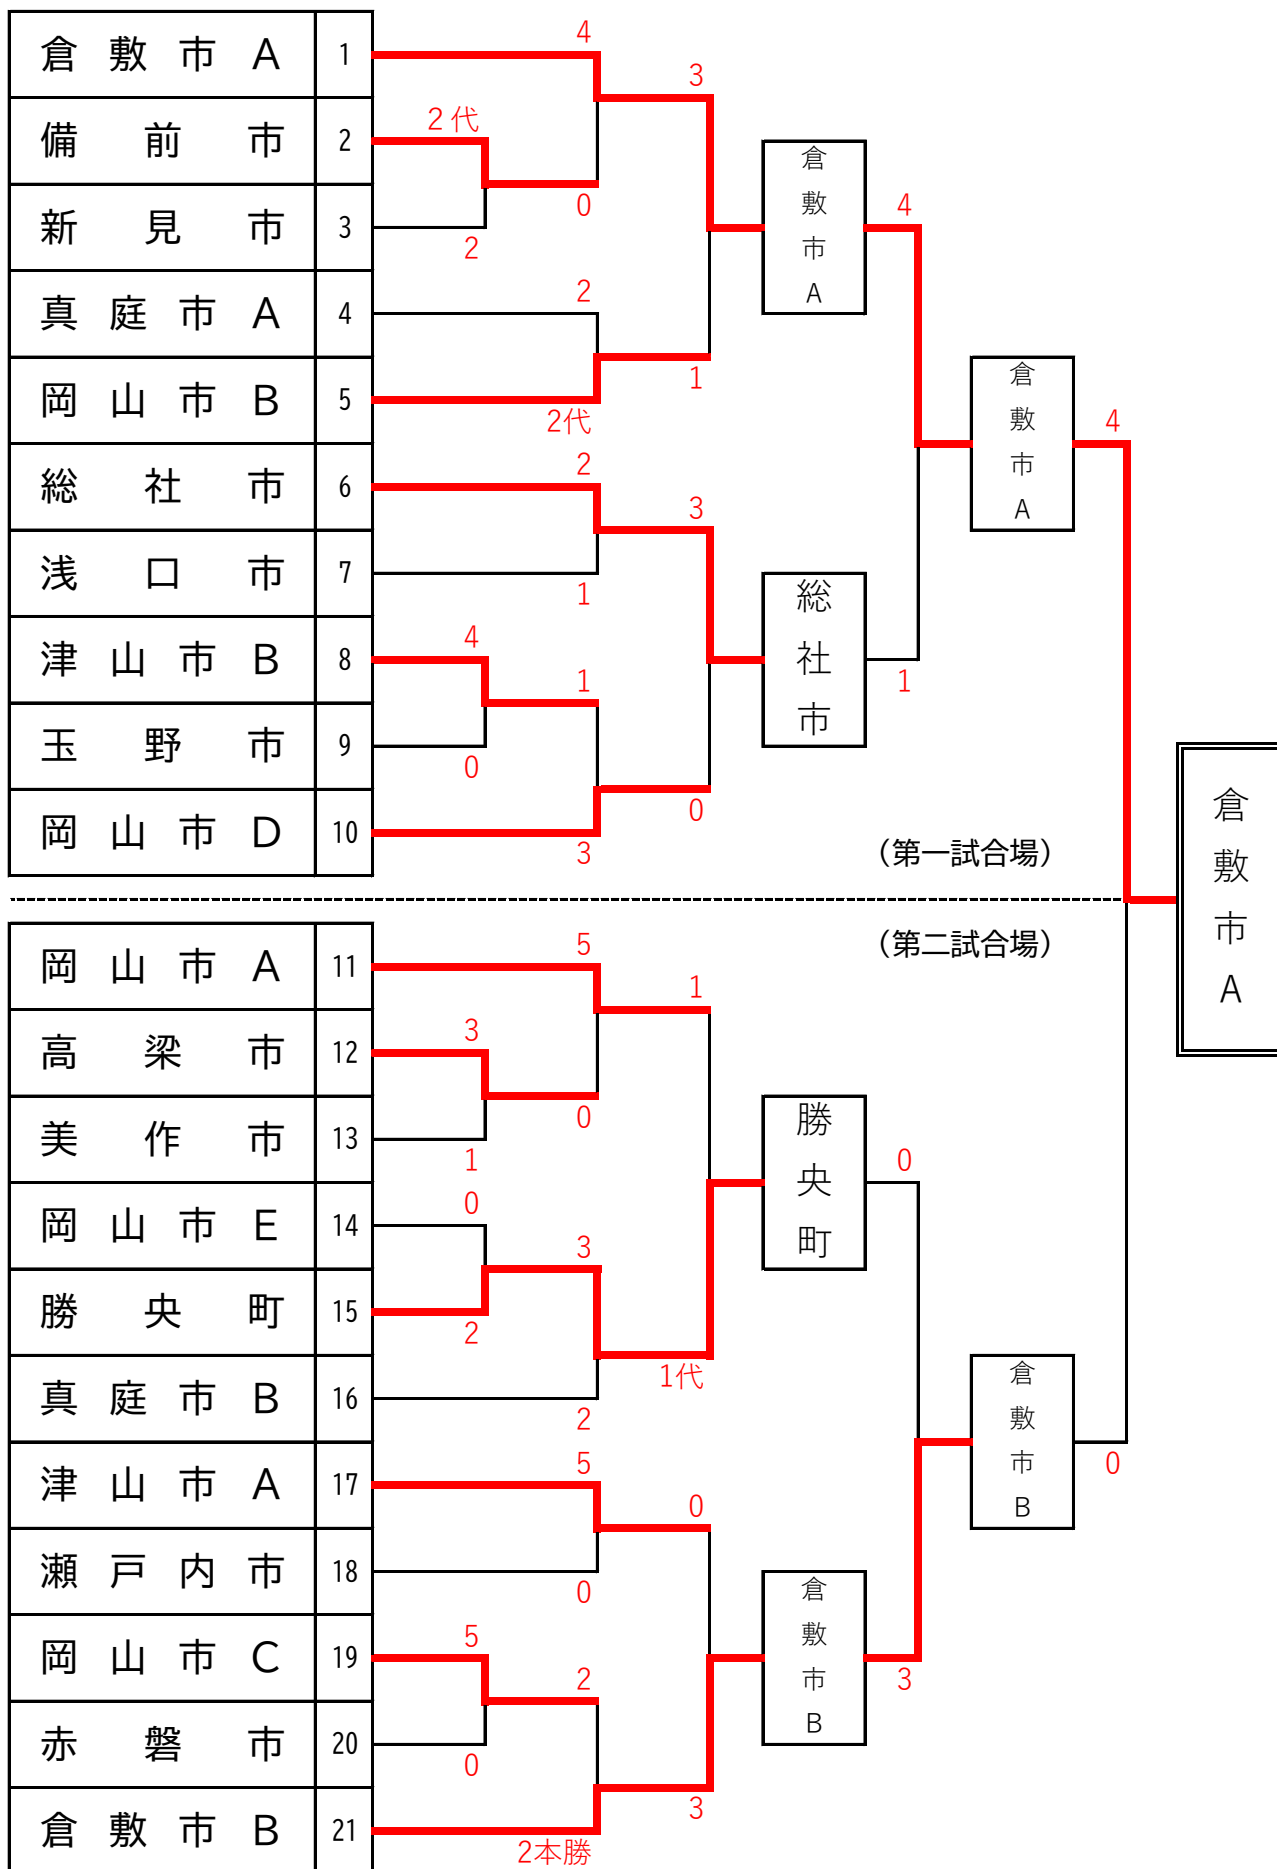 倉敷市A 1
備前市 2
新見市 3
真庭市A 4
岡山市B 5
総社市 6
浅口市 7
津山市B 8
玉野市 9
岡山市D 10
4
2代
0
2
2
2代
2
1
4
1
0
3
3
1
3
0
倉敷市A
総社市
4
1
倉敷市A
4
(第一試合場)
倉敷市A
(第二試合場)
岡山市A 11
高梁市 12
美作市 13
岡山市E 14
勝央町 15
真庭市B 16
津山市A 17
瀬戸内市 18
岡山市C 19
赤磐市 20
倉敷市B 21
5
3
0
1
0
3
2
2
5
0
5
2
0
2本勝
1
1代
0
3
勝央町
倉敷市B
0
3
倉敷市B
0